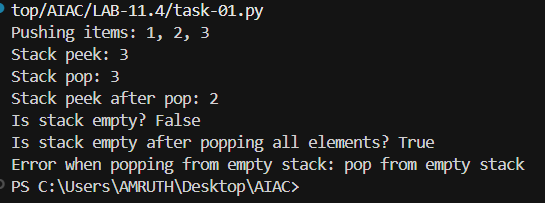 top/AIAC/LAB-11.4/task-01.py
Pushing items: 1, 2, 3
Stack peek: 3
Stack pop: 3
Stack peek after pop: 2
Is stack empty? False
Is stack empty after popping all elements? True
Error when popping from empty stack: pop from empty stack
PS C:\Users\AMRUTH\Desktop\AIAC>